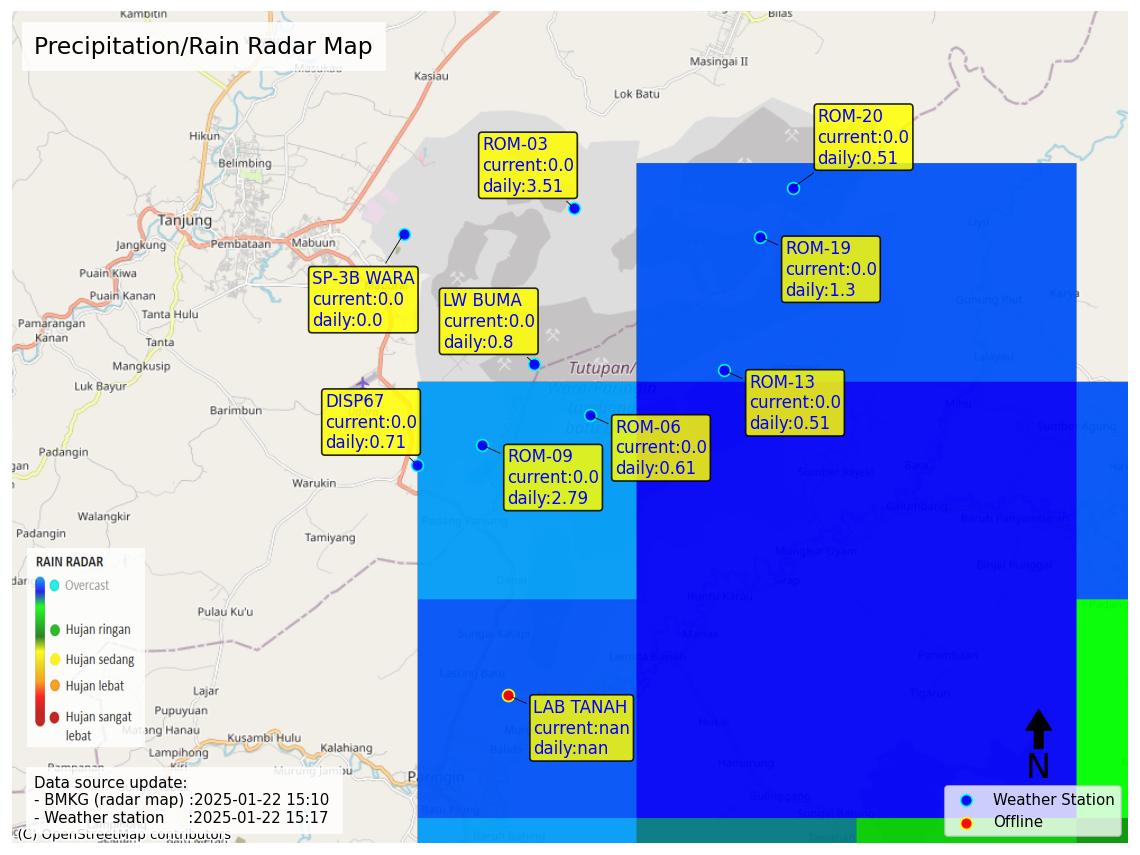 Kambitin
Bilas
Precipitation/Rain Radar Map
Masukau
Kasiau
Masingai II
Lok Batu
ROM-20
current:0.0
daily:0.51
Hikun
ROM-03
current:0.0
daily:3.51
Belimbing
Tanjung
Jangkung
Pembataan
Mabuun
ROM-19
current:0.0
daily:1.3
Puain Kiwa
Puain Kanan
SP-3B WARA
current:0.0
daily:0.0
LW BUMA
current:0.0
daily:0.8
Karya
Tanta Hulu
Pamarangan
Kanan
Tanta
Mangkusip
Tutupan/
Luk Bayur
Barimbun
ROM-13
current:0.0
daily:0.51
DISP67
current:0.0
daily:0.71
ROM-06
current:0.0
daily:0.61
ROM-09
current:0.0
daily:2.79
Warukin
Walangkir
Padangin
Tamiyang
RAIN RADAR
Overcast
Hujan ringan
Hujan sedang
Hujan lebat
Hujan sangat
lebat
Pulau Ku'u
Lajar
Pupuyuan
Matang Hanau
Lampihong
Kusambi Hulu
Kalahiang
Murung Jambu
Paringin
LAB TANAH
current:nan
daily:nan
N
Data source update:
- BMKG (radar map) :2025-01-22 15:10
- Weather station :2025-01-22 15:17
(C) OpenStreetMap contributors
Weather Station
Offline